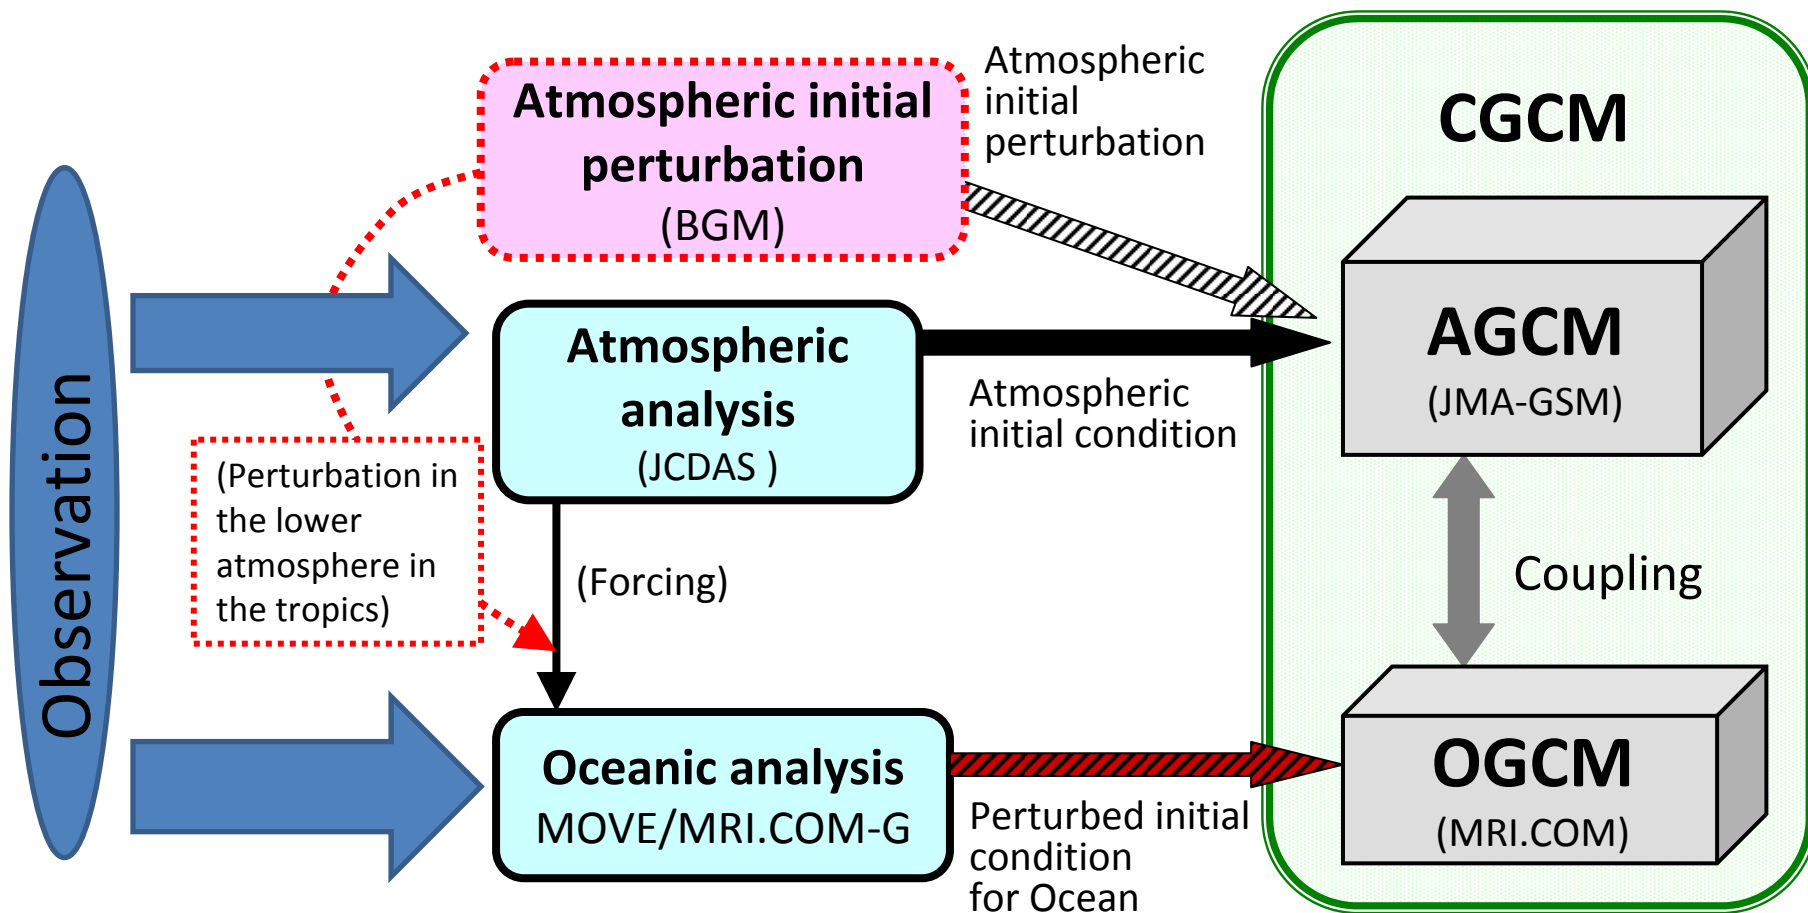 Observation
Atmospheric initial
perturbation
(BGM)
Atmospheric
initial
perturbation
CGCM
Atmospheric
analysis
(JCDAS )
Atmospheric
initial condition
AGCM
(JMA-GSM)
(Perturbation in
the lower
atmosphere in
the tropics)
(Forcing)
Coupling
Oceanic analysis
MOVE/MRI.COM-G
Perturbed initial
condition
for Ocean
OGCM
(MRI.COM)